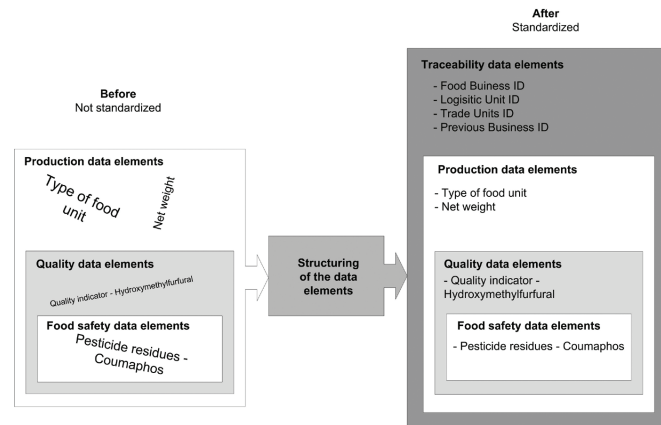 Before
Not standardized
Production data elements
Type of food
unit
Net weight
Quality data elements
Quality indicator - Hydroxymethylfurfural
Food safety data elements
Pesticide residues -
Coumaphos
Structuring
of the data
elements
After
Standardized
Traceability data elements
- Food Buiness ID
- Logisitic Unit ID
- Trade Units ID
- Previous Business ID
Production data elements
- Type of food unit
- Net weight
Quality data elements
- Quality indicator -
Hydroxymethylfurfural
Food safety data elements
- Pesticide residues - Coumaphos